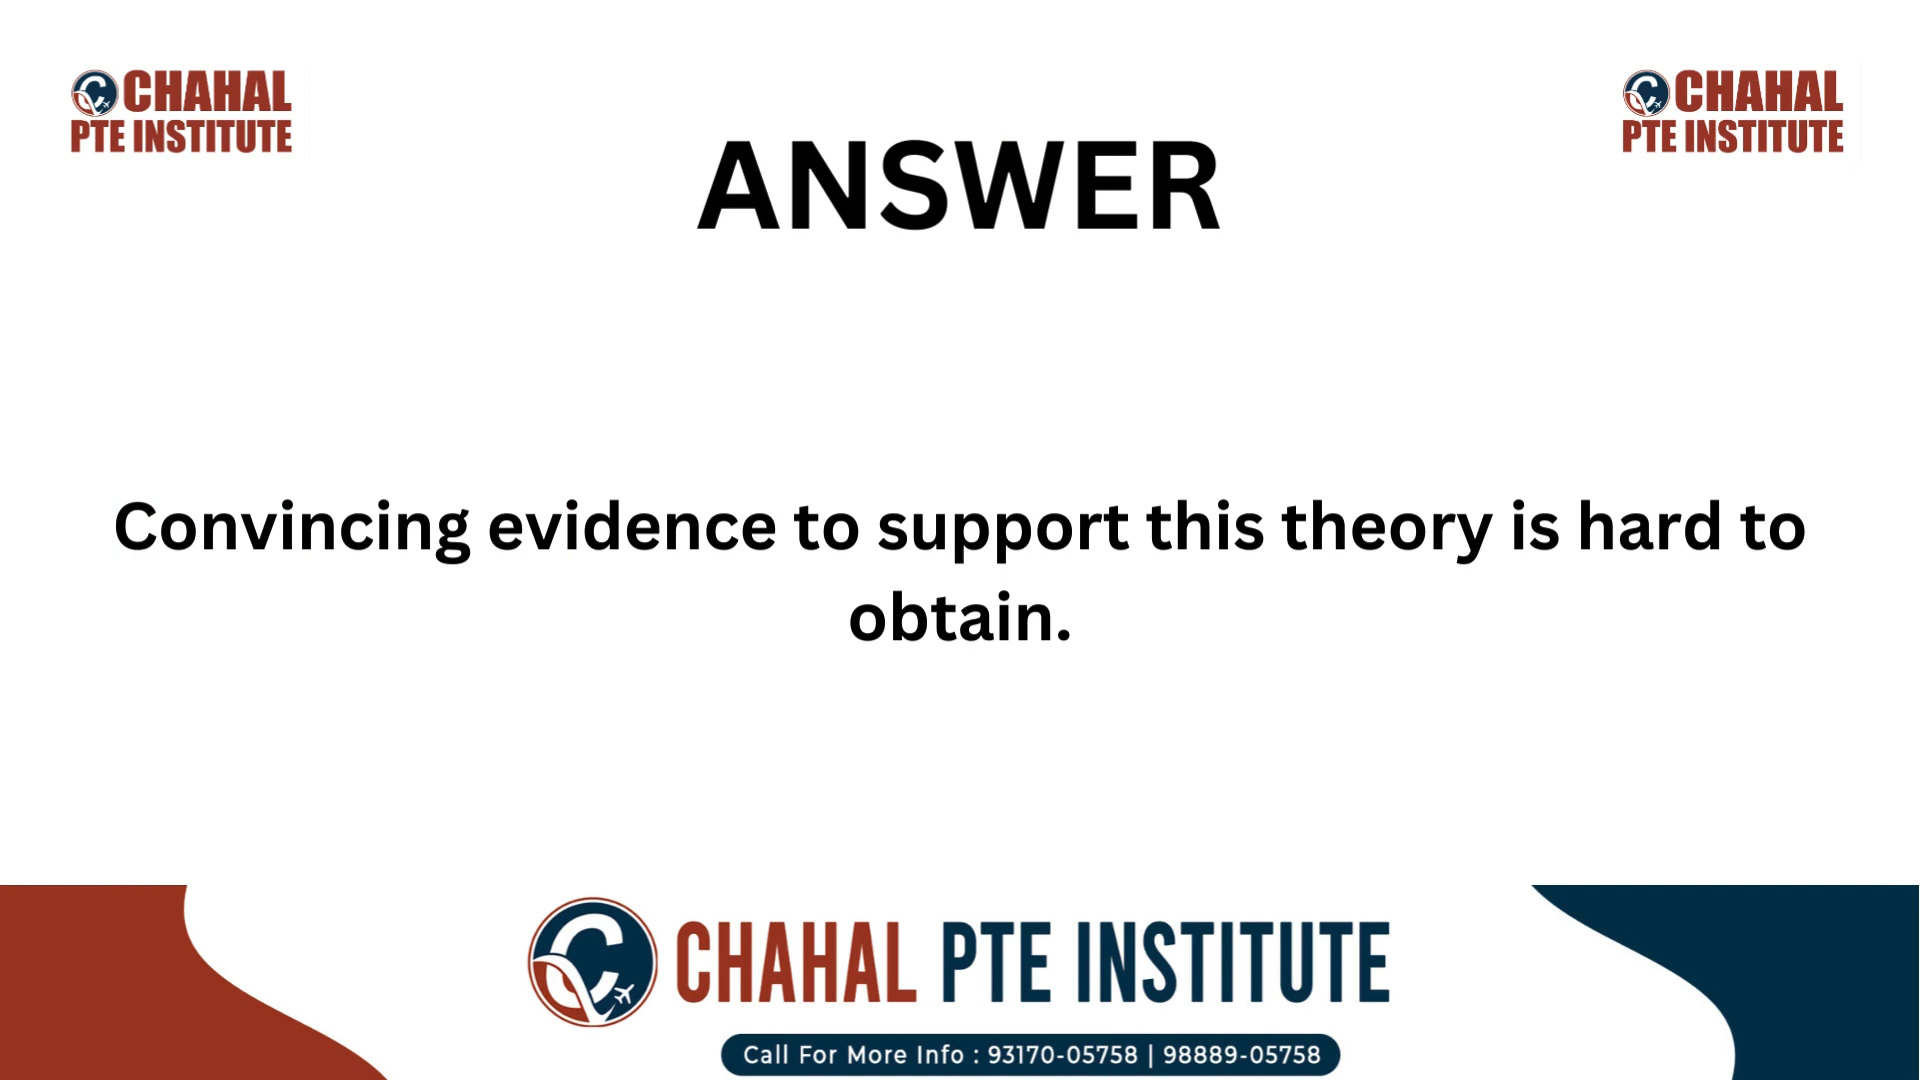 CHAHAL
PTE INSTITUTE
CHAHAL
PTE INSTITUTE
ANSWER
Convincing evidence to support this theory is hard to
obtain.
CHAHAL PTE INSTITUTE
Call For More Info : 93170-05758 | 98889-05758